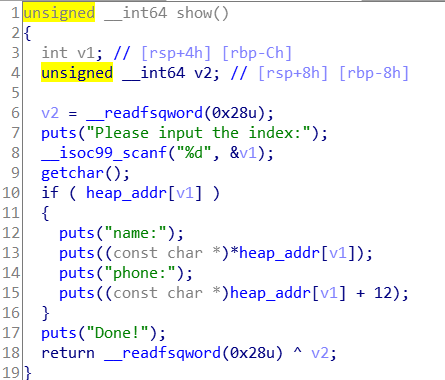 1 unsigned __int64 show()
2 {
3   int v1; // [rsp+4h] [rbp-Ch]
4   unsigned __int64 v2; // [rsp+8h] [rbp-8h]
5
6   v2 = __readfsqword(0x28u);
7   puts("Please input the index:");
8   __isoc99_scanf("%d", &v1);
9   getchar();
10   if ( heap_addr[v1] )
11   {
12     puts("name:");
13     puts((const char *)*heap_addr[v1]);
14     puts("phone:");
15     puts((const char *)heap_addr[v1] + 12);
16   }
17   puts("Done!");
18   return __readfsqword(0x28u) ^ v2;
19 }